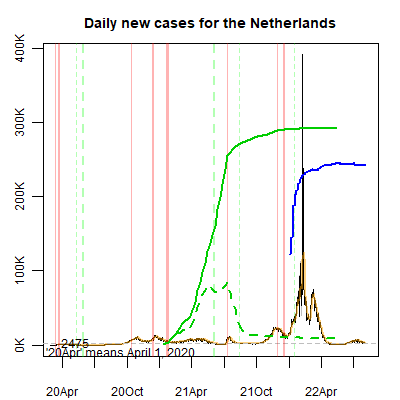 Daily new cases for the Netherlands
400K
300K
200K
100K
0K
2475
'20Apr' means April 1, 2020
20Apr
20Oct
21Apr
21Oct
22Apr